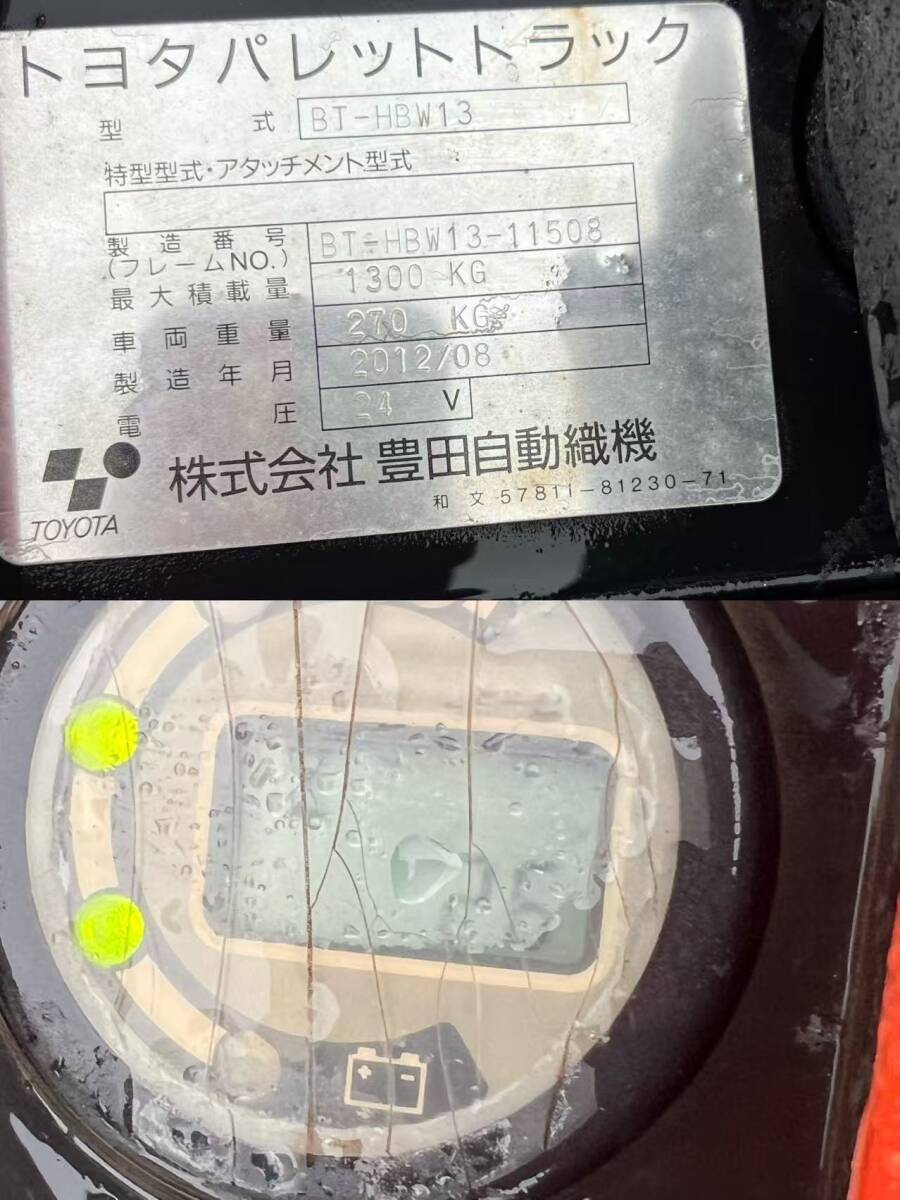 トヨタパレットトラック
型式 BT-HBW13
特型型式・アタッチメント型式
製造番号 BT-HBW13-11508
(フレームNO.)
最大積載量 1300 KG
車両重量 270 KG
製造年月 2012/08
電圧 24 V
株式会社 豊田自動織機
TOYOTA
和文 57811-81230-71